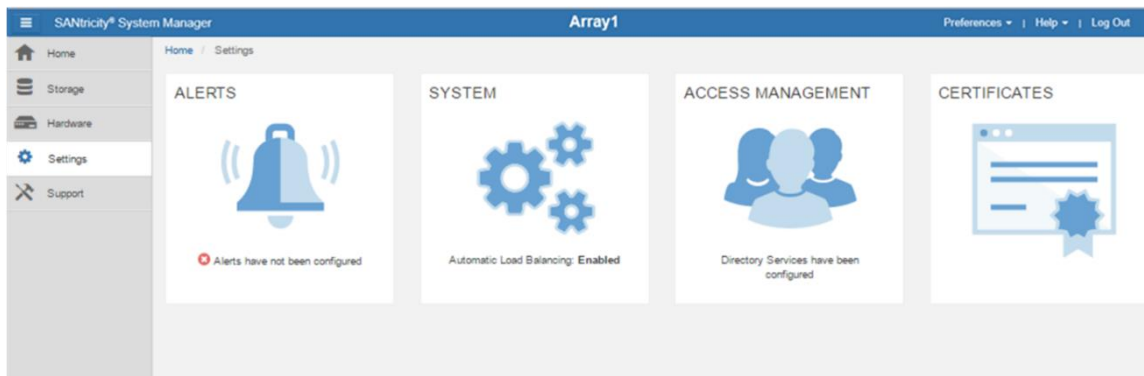 SANtricity® System Manager
Array1
Preferences | Help | Log Out
Home
Storage
Hardware
Settings
Support
Home / Settings
ALERTS
Alerts have not been configured
SYSTEM
Automatic Load Balancing: Enabled
ACCESS MANAGEMENT
Directory Services have been
configured
CERTIFICATES